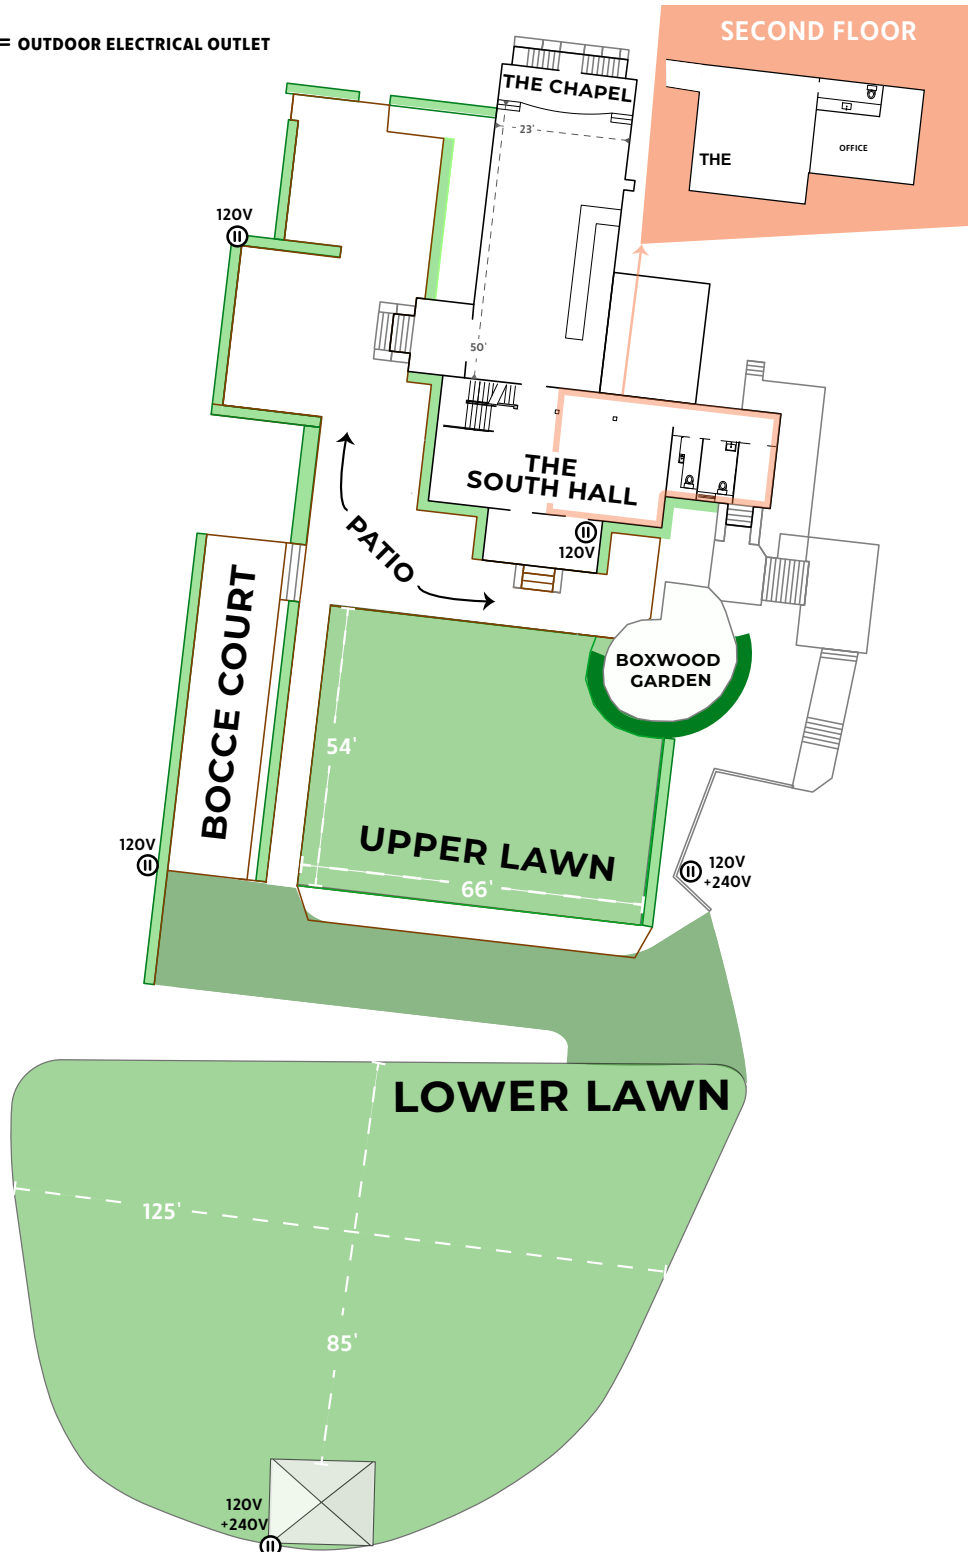 = OUTDOOR ELECTRICAL OUTLET
SECOND FLOOR
THE
OFFICE
THE CHAPEL
23'
120V
50'
THE
SOUTH HALL
120V
PATIO
BOCCE COURT
BOXWOOD
GARDEN
54'
UPPER LAWN
66'
120V
120V
+240V
LOWER LAWN
125'
85'
120V
+240V